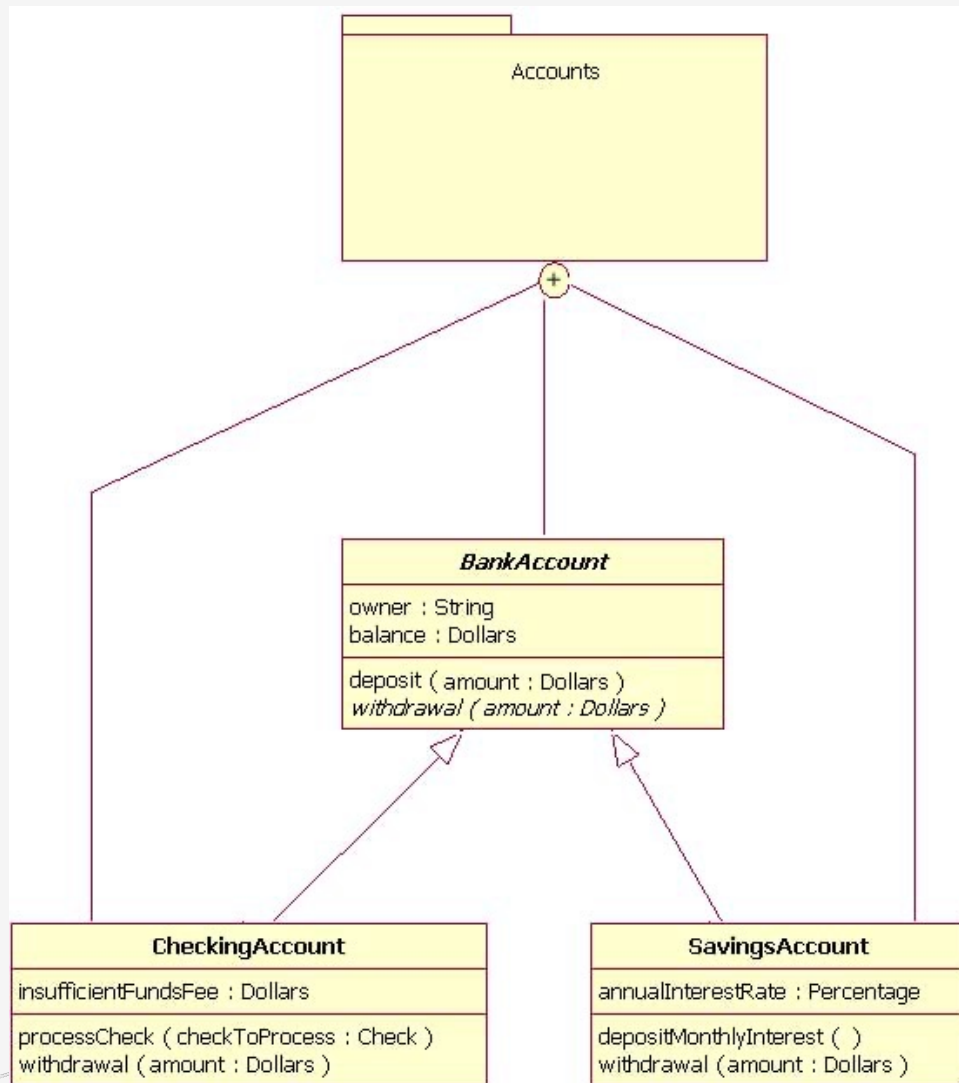 Accounts
+
BankAccount
owner : String
balance : Dollars
deposit ( amount : Dollars )
withdrawal ( amount : Dollars )
CheckingAccount
insufficientFundsFee : Dollars
processCheck ( checkToProcess : Check )
withdrawal ( amount : Dollars )
SavingsAccount
annualInterestRate : Percentage
depositMonthlyInterest ( )
withdrawal ( amount : Dollars )